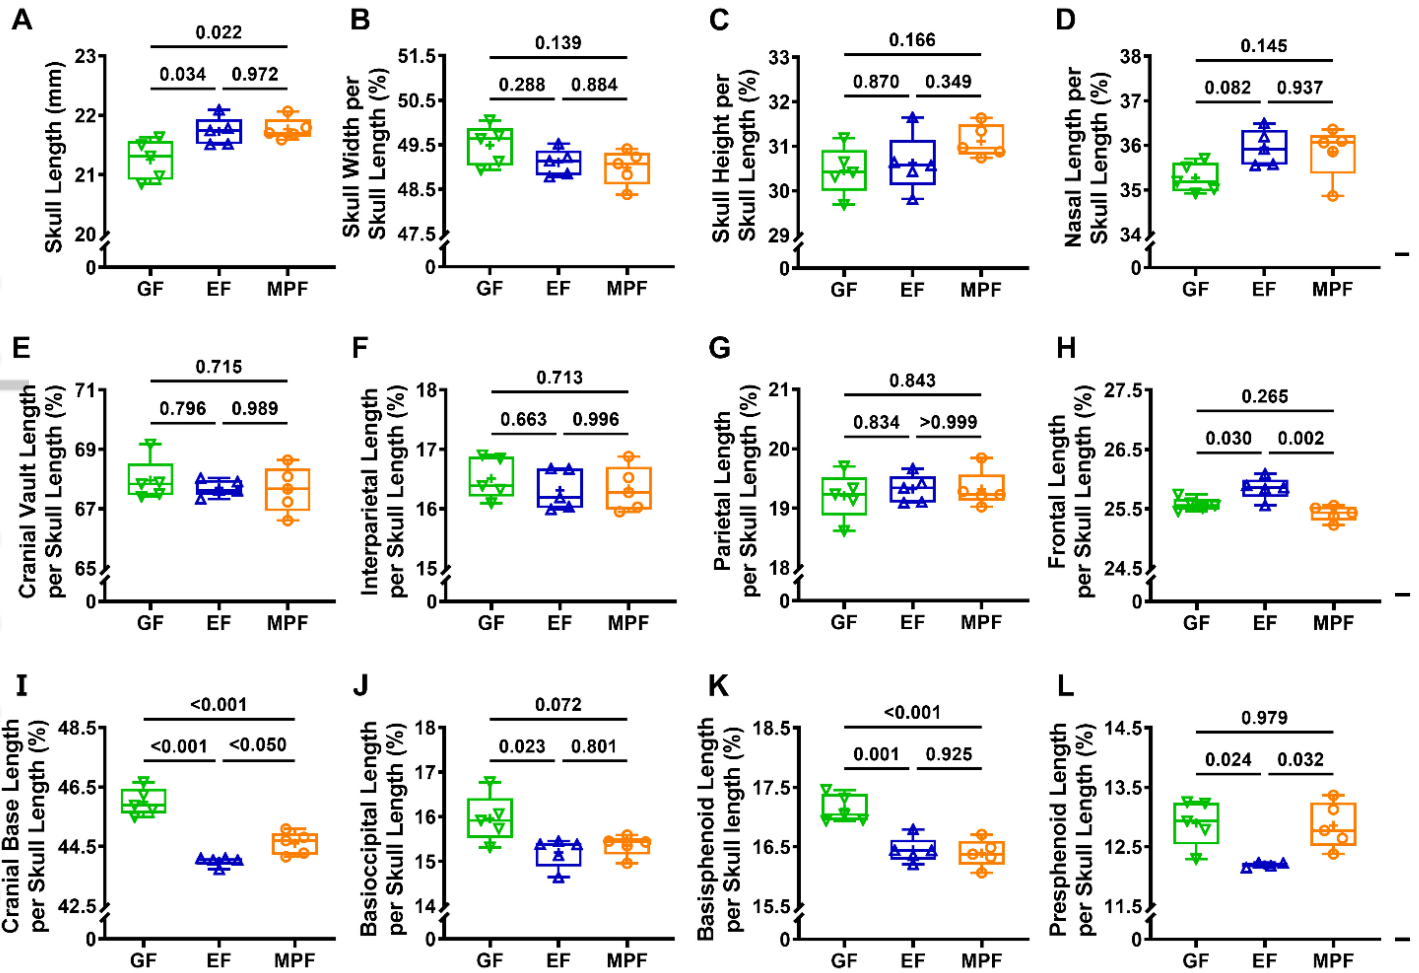 A
0.022
0.034 0.972
Skull Length (mm)
23
22
21
20
0
GF EF MPF
B
0.139
0.288 0.884
Skull Width per
Skull Length (%)
51.5
50.5
49.5
48.5
47.5
0
GF EF MPF
C
0.166
0.870 0.349
Skull Height per
Skull Length (%)
33
32
31
30
29
0
GF EF MPF
D
0.145
0.082 0.937
Nasal Length per
Skull Length (%)
38
37
36
35
34
0
GF EF MPF
E
0.715
0.796 0.989
Cranial Vault Length
per Skull Length (%)
71
69
67
65
0
GF EF MPF
F
0.713
0.663 0.996
Interparietal Length
per Skull Length (%)
18
17
16
15
0
GF EF MPF
G
0.843
0.834 >0.999
Parietal Length
per Skull Length (%)
21
20
19
18
0
GF EF MPF
H
0.265
0.030 0.002
Frontal Length
per Skull Length (%)
27.5
26.5
25.5
24.5
0
GF EF MPF
I
<0.001
<0.001 <0.050
Cranial Base Length
per Skull Length (%)
48.5
46.5
44.5
42.5
0
GF EF MPF
J
0.072
0.023 0.801
Basioccipital Length
per Skull Length (%)
18
17
16
15
14
0
GF EF MPF
K
<0.001
0.001 0.925
Basisphenoid Length
per Skull length (%)
18.5
17.5
16.5
15.5
0
GF EF MPF
L
0.979
0.024 0.032
Presphenoid Length
per Skull Length (%)
14.5
13.5
12.5
11.5
0
GF EF MPF